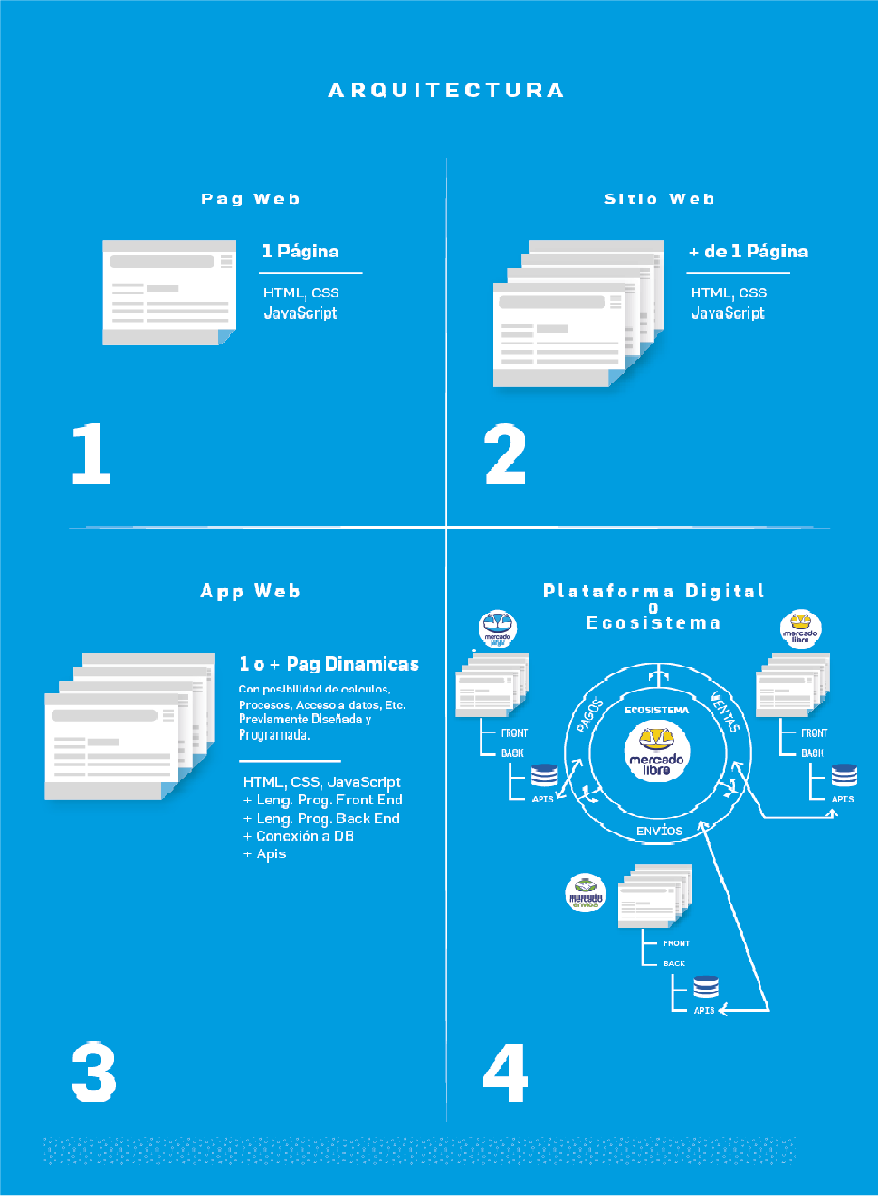 ARQUITECTURA
Pag Web
1 Página
HTML, CSS
JavaScript
1
Sitio Web
+ de 1 Página
HTML, CSS
JavaScript
2
App Web
1 o + Pag Dinamicas
Con posibilidad de calculos,
Procesos, Acceso a datos, Etc.
Previamente Diseñada y
Programada.
HTML, CSS, JavaScript
+ Leng. Prog. Front End
+ Leng. Prog. Back End
+ Conexión a DB
+ Apis
3
Plataforma Digital
o
Ecosistema
mercado
pago
FRONT
BACK
APIS
PAGOS
VENTAS
ENVÍOS
ECOSISTEMA
mercado
libre
mercado
libre
FRONT
BACK
APIS
mercado
envios
FRONT
BACK
APIS
4